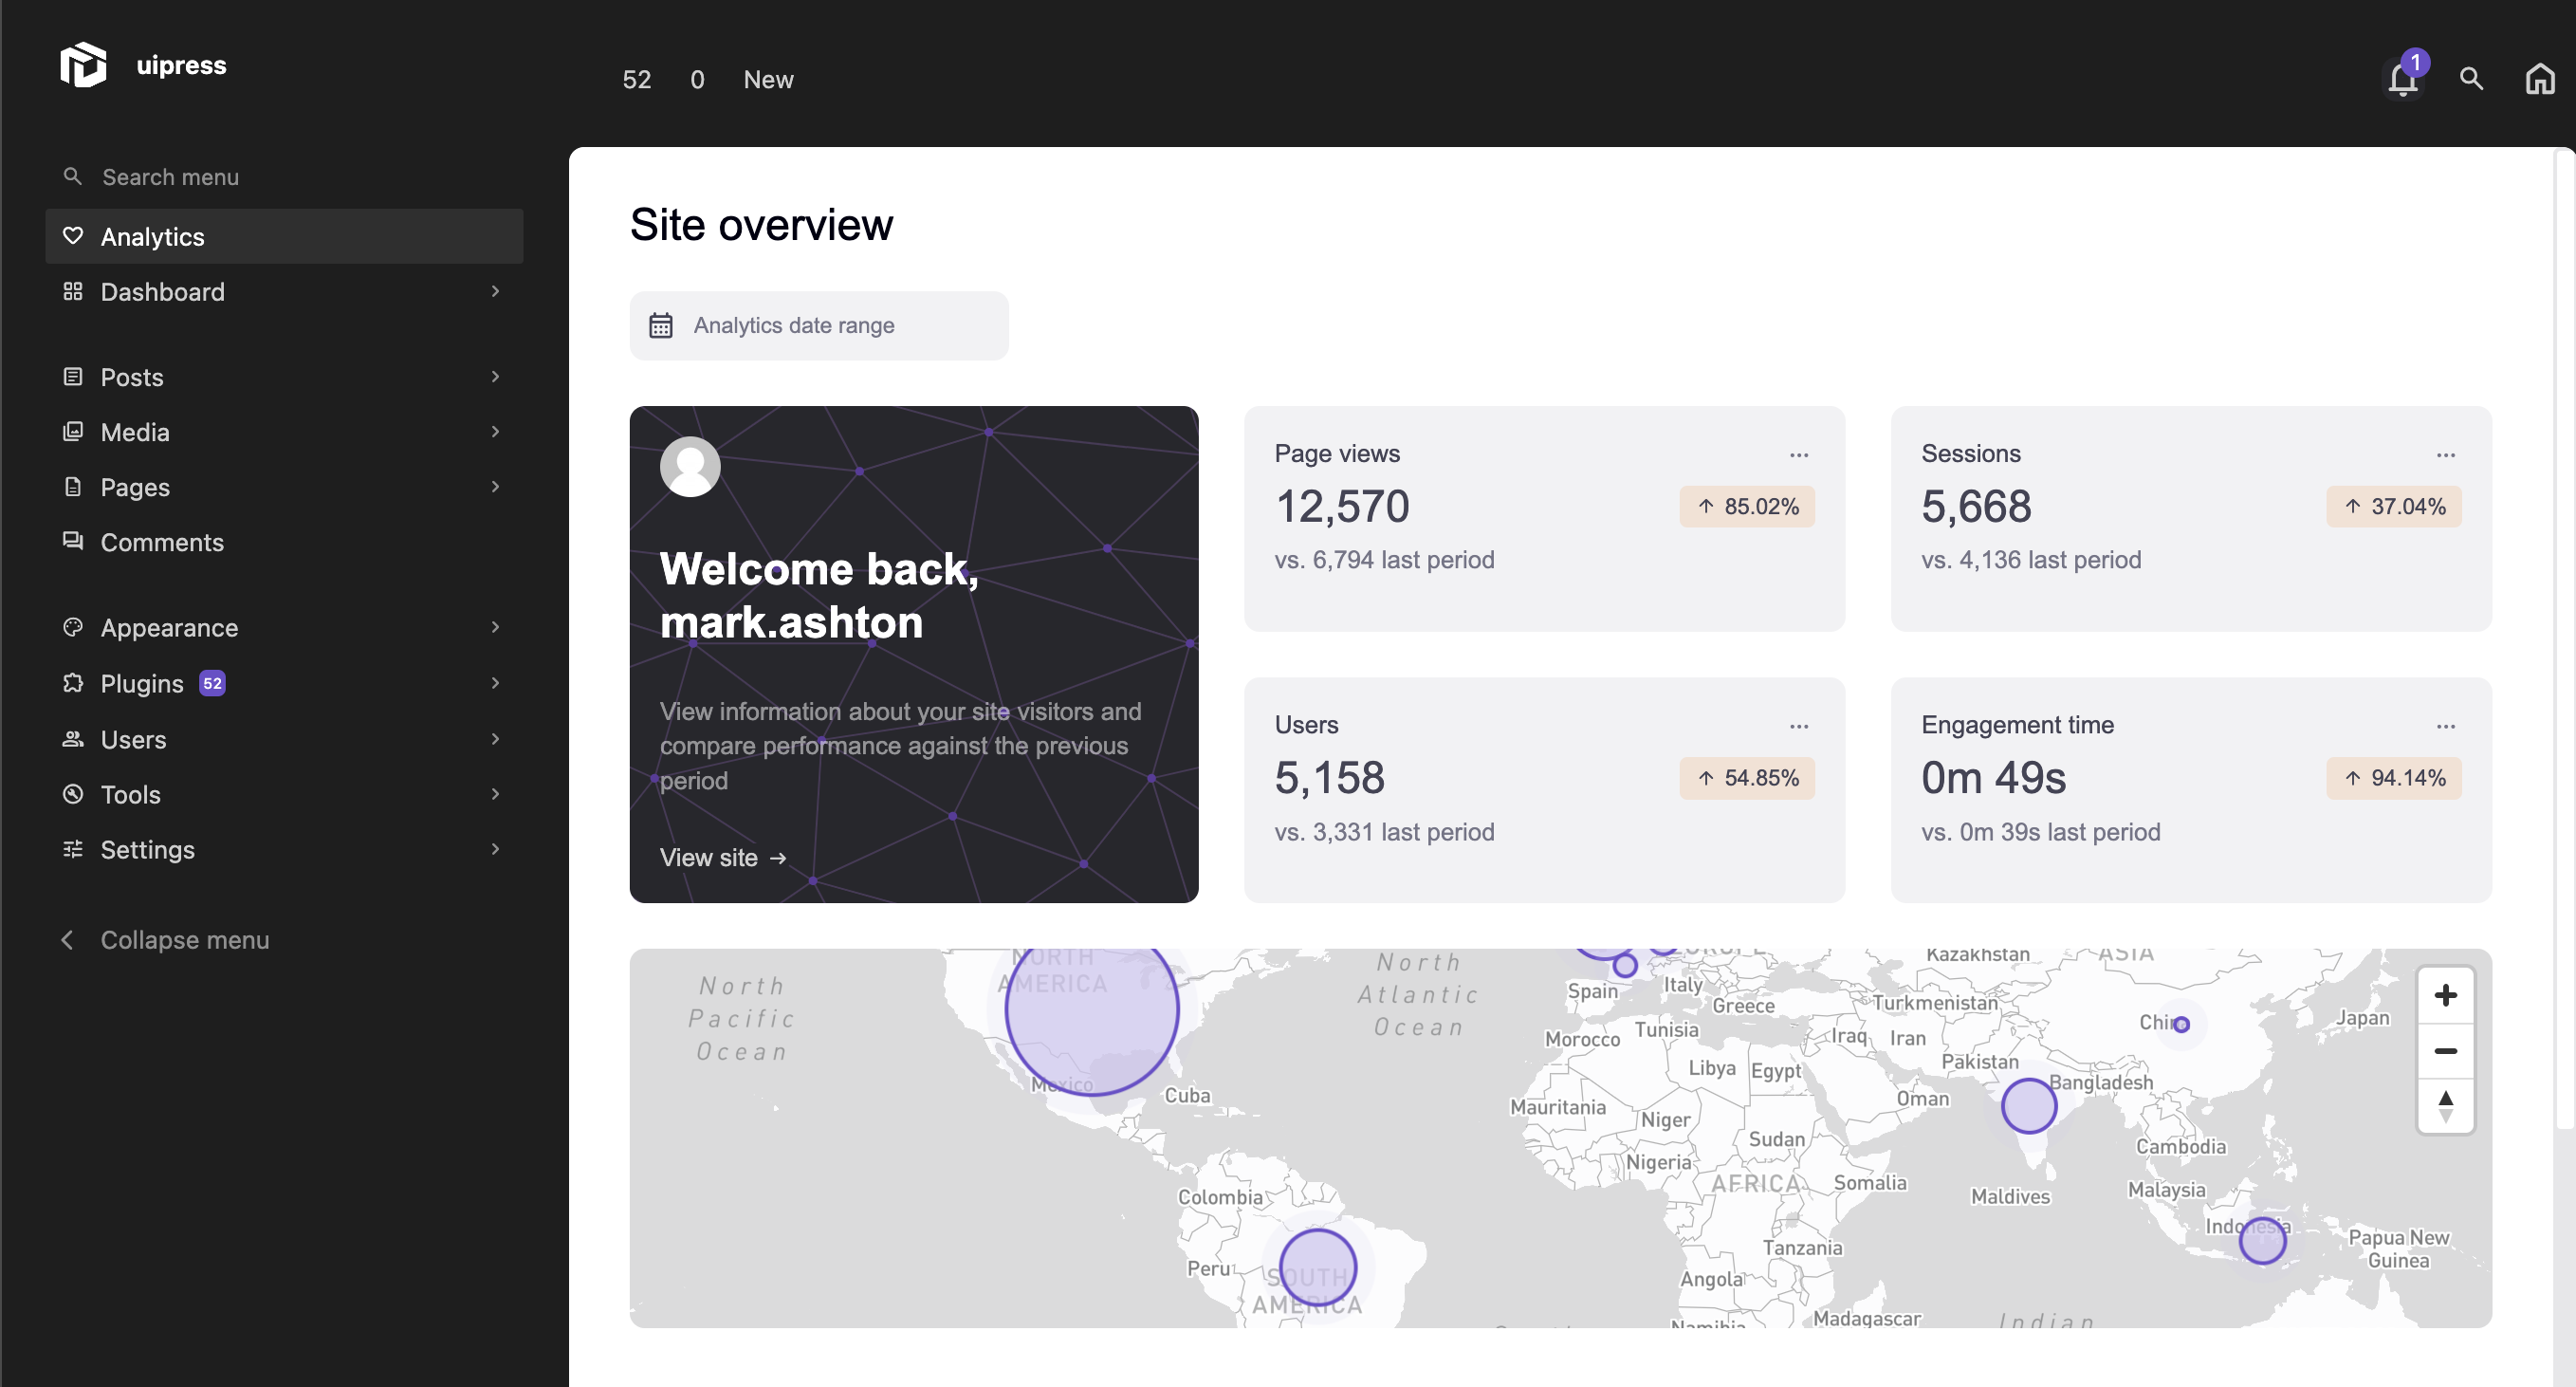 uipress
52 0 New
1
Search menu
Analytics
Dashboard
Posts
Media
Pages
Comments
Appearance
Plugins 52
Users
Tools
Settings
Collapse menu
Site overview
Analytics date range
Welcome back,
mark.ashton
View information about your site visitors and
compare performance against the previous
period
View site →
Page views
12,570
↑ 85.02%
vs. 6,794 last period
Sessions
5,668
↑ 37.04%
vs. 4,136 last period
Users
5,158
↑ 54.85%
vs. 3,331 last period
Engagement time
0m 49s
↑ 94.14%
vs. 0m 39s last period
North
Pacific
Ocean
NORTH
AMERICA
Mexico
Cuba
Colombia
Peru
SOUTH
AMERICA
North
Atlantic
Ocean
EUROPE
Spain
Italy
Greece
Morocco
Tunisia
Libya
Egypt
Mauritania
Niger
Sudan
Nigeria
AFRICA
Somalia
Tanzania
Angola
Namibia
Madagascar
Kazakhstan
ASIA
Turkmenistan
Iraq
Iran
Pakistan
Oman
Bangladesh
China
Japan
Cambodia
Maldives
Malaysia
Indonesia
Papua New
Guinea
Indian